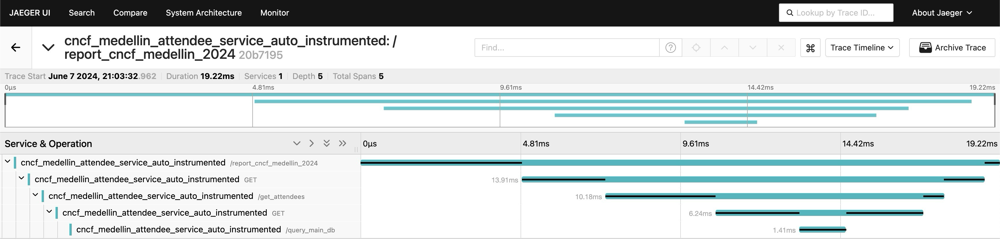 JAEGER UI Search Compare System Architecture Monitor Lookup by Trace ID... About Jaeger
cncf_medellin_attendee_service_auto_instrumented: /
report_cncf_medellin_2024 20b7195
Find... ? ⌘ Trace Timeline Archive Trace
Trace Start June 7 2024, 21:03:32.962 Duration 19.22ms Services 1 Depth 5 Total Spans 5
0μs 4.81ms 9.61ms 14.42ms 19.22ms
Service & Operation 0μs 4.81ms 9.61ms 14.42ms 19.22ms
cncf_medellin_attendee_service_auto_instrumented /report_cncf_medellin_2024
cncf_medellin_attendee_service_auto_instrumented GET 13.91ms
cncf_medellin_attendee_service_auto_instrumented /get_attendees 10.18ms
cncf_medellin_attendee_service_auto_instrumented GET 6.24ms
cncf_medellin_attendee_service_auto_instrumented /query_main_db 1.41ms